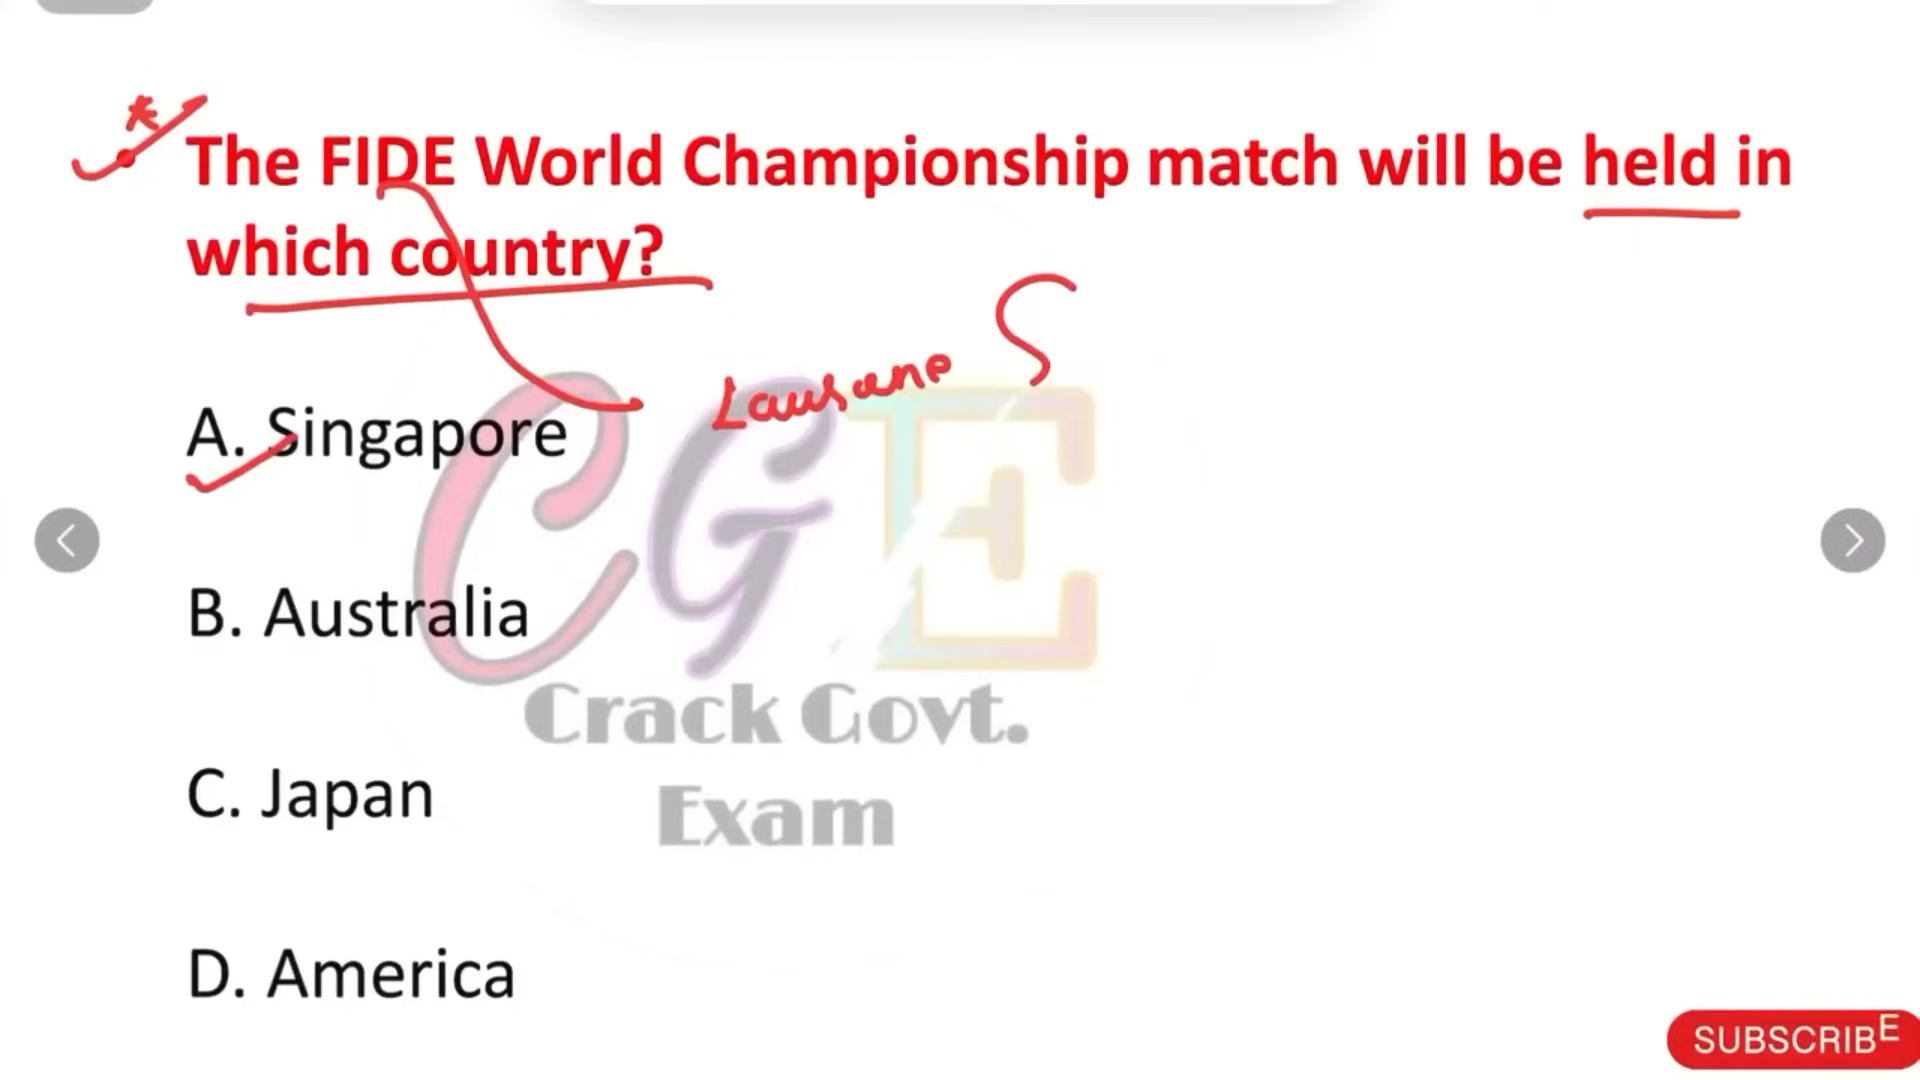 * The FIDE World Championship match will be held in
which country?
Lausane S
A. Singapore
B. Australia
C. Japan
D. America
CGE
Crack Govt.
Exam
SUBSCRIBE